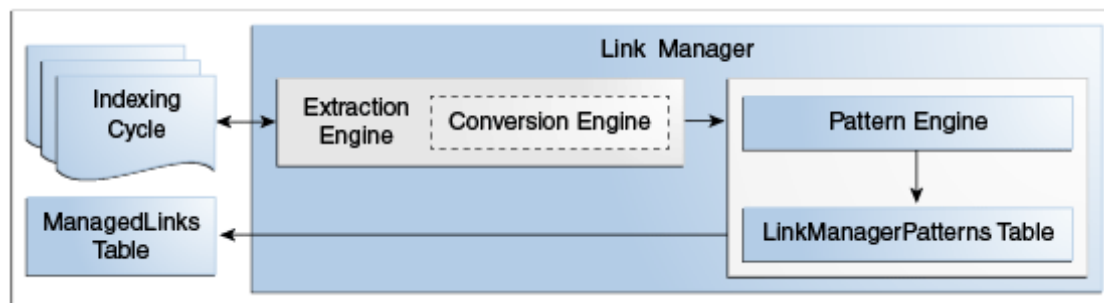 Link Manager
Indexing
Cycle
Extraction
Engine
Conversion Engine
Pattern Engine
ManagedLinks
Table
LinkManagerPatterns Table